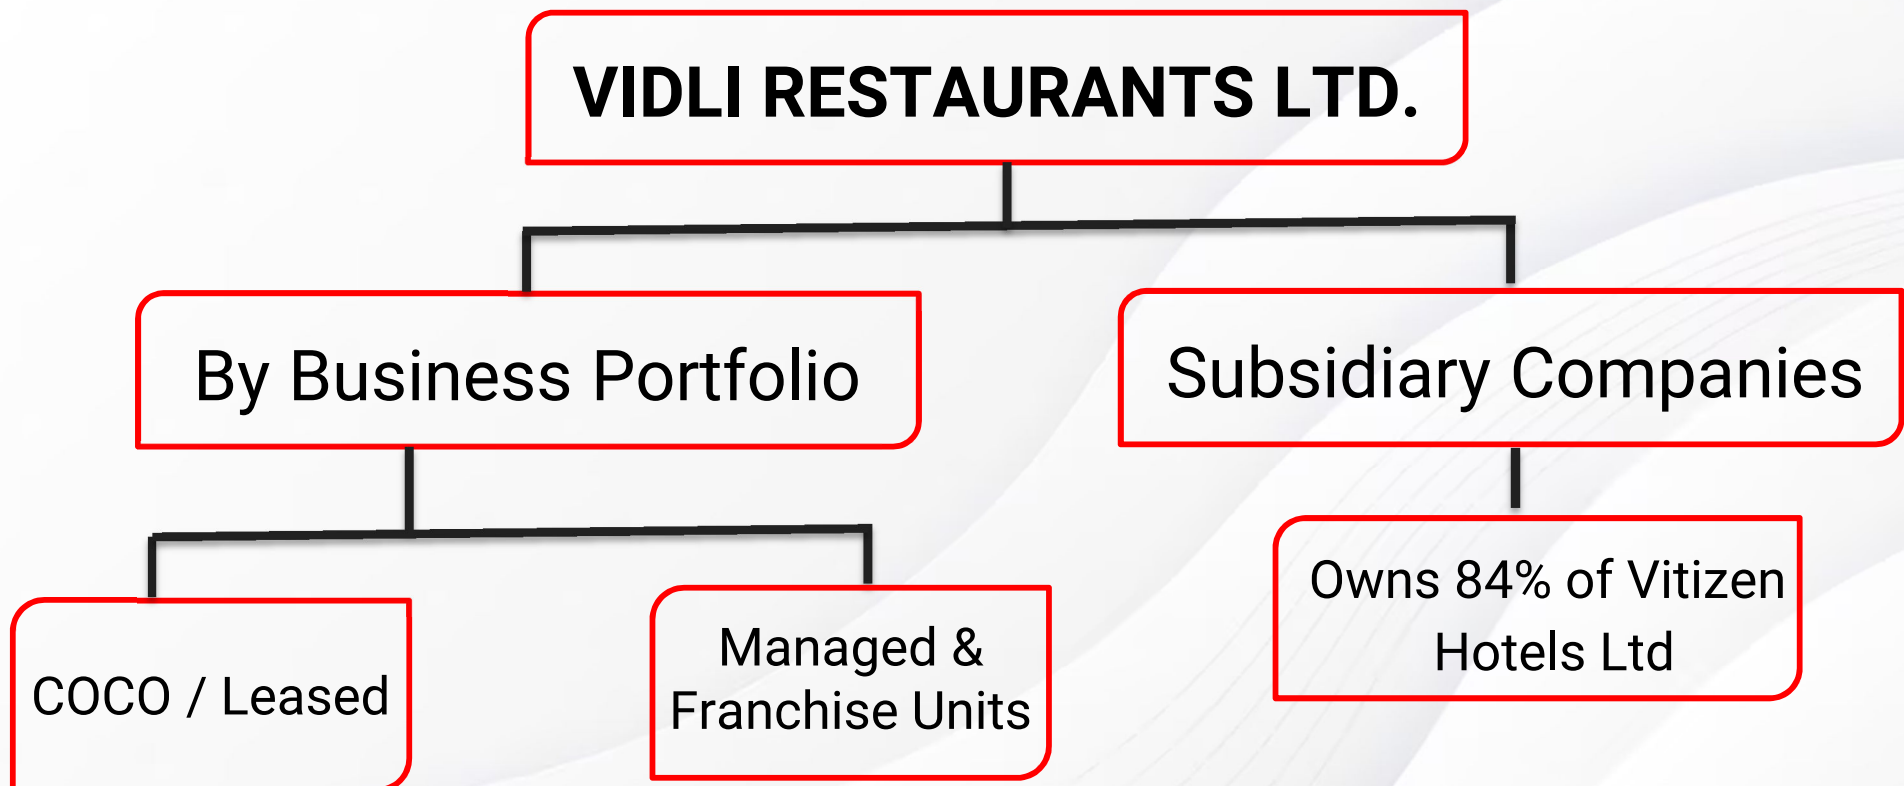 VIDLI RESTAURANTS LTD.
By Business Portfolio
Subsidiary Companies
COCO / Leased
Managed &
Franchise Units
Owns 84% of Vitizen
Hotels Ltd